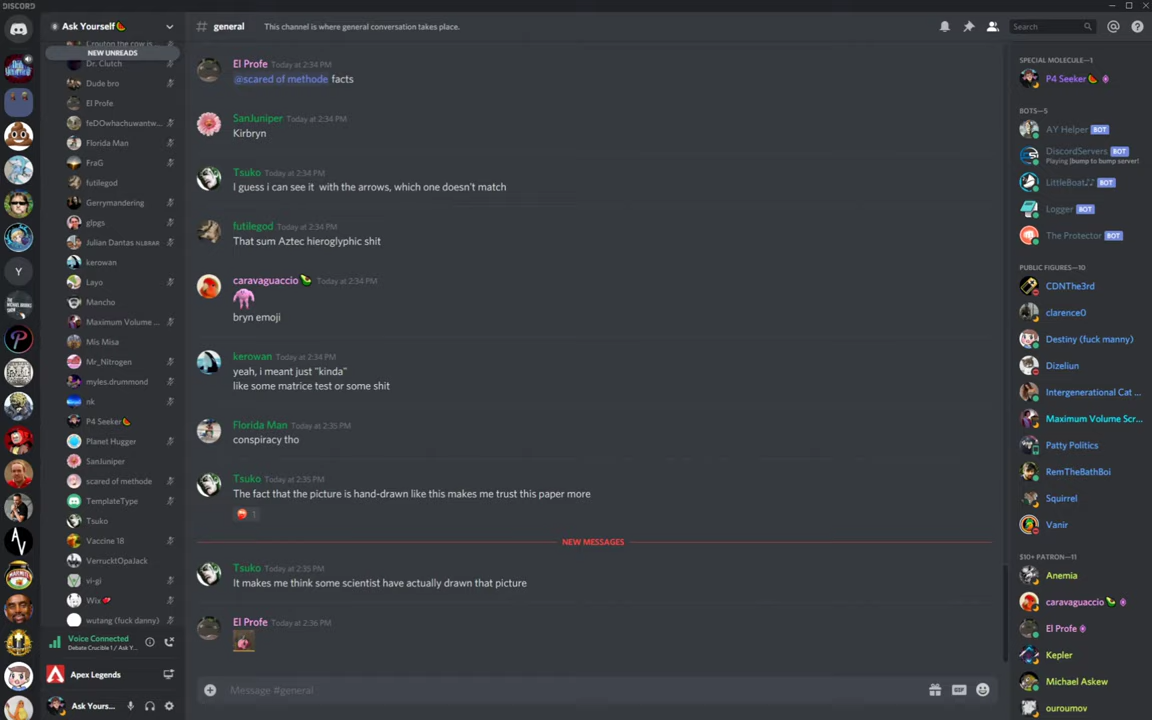 DISCORD
Ask Yourself
NEW UNREADS
Dr. Clutch
Dude bro
El Profe
feDOwhachuwantw...
Florida Man
FraG
futilegod
Gerrymandering
glpgs
Julian Dantas NLBRAR
kerowan
Layo
Mancho
Maximum Volume ...
Mis Misa
Mr_Nitrogen
myles.drummond
nk
P4 Seeker
Planet Hugger
SanJuniper
scared of methode
TemplateType
Tsuko
Vaccine 18
VerrucktOpaJack
vi-gi
Wix
wutang (fuck danny)
Voice Connected
Debate Crucible 1 / Ask Y...
Apex Legends
Ask Yours...
# general
This channel is where general conversation takes place.
Search
El Profe Today at 2:34 PM
@scared of methode facts
SanJuniper Today at 2:34 PM
Kirbryn
Tsuko Today at 2:34 PM
I guess i can see it with the arrows, which one doesn't match
futilegod Today at 2:34 PM
That sum Aztec hieroglyphic shit
caravaguaccio Today at 2:34 PM
bryn emoji
kerowan Today at 2:34 PM
yeah, i meant just "kinda"
like some matrice test or some shit
Florida Man Today at 2:35 PM
conspiracy tho
Tsuko Today at 2:35 PM
The fact that the picture is hand-drawn like this makes me trust this paper more
1
NEW MESSAGES
Tsuko Today at 2:35 PM
It makes me think some scientist have actually drawn that picture
El Profe Today at 2:36 PM
Message #general
GIF
SPECIAL MOLECULE—1
P4 Seeker
BOTS—5
AY Helper BOT
DiscordServers BOT
Playing |bump to bump server!
LittleBoat♪♪ BOT
Logger BOT
The Protector BOT
PUBLIC FIGURES—10
CDNThe3rd
clarence0
Destiny (fuck manny)
Dizeliun
Intergenerational Cat ...
Maximum Volume Scr...
Patty Politics
RemTheBathBoi
Squirrel
Vanir
$10+ PATRON—11
Anemia
caravaguaccio
El Profe
Kepler
Michael Askew
ouroumov